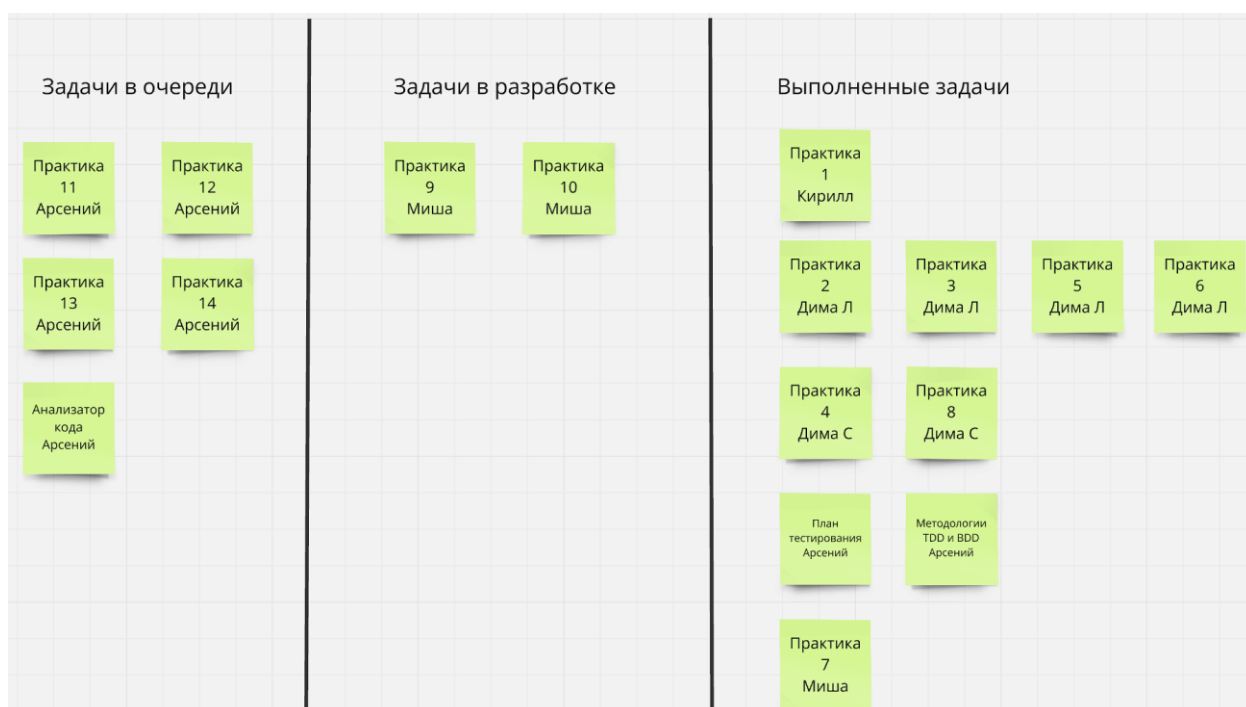 Задачи в очереди
Задачи в разработке
Выполненные задачи
Практика
11
Арсений
Практика
12
Арсений
Практика
13
Арсений
Практика
14
Арсений
Анализатор
кода
Арсений
Практика
9
Миша
Практика
10
Миша
Практика
1
Кирилл
Практика
2
Дима Л
Практика
3
Дима Л
Практика
5
Дима Л
Практика
6
Дима Л
Практика
4
Дима С
Практика
8
Дима С
План
тестирования
Арсений
Методологии
TDD и BDD
Арсений
Практика
7
Миша